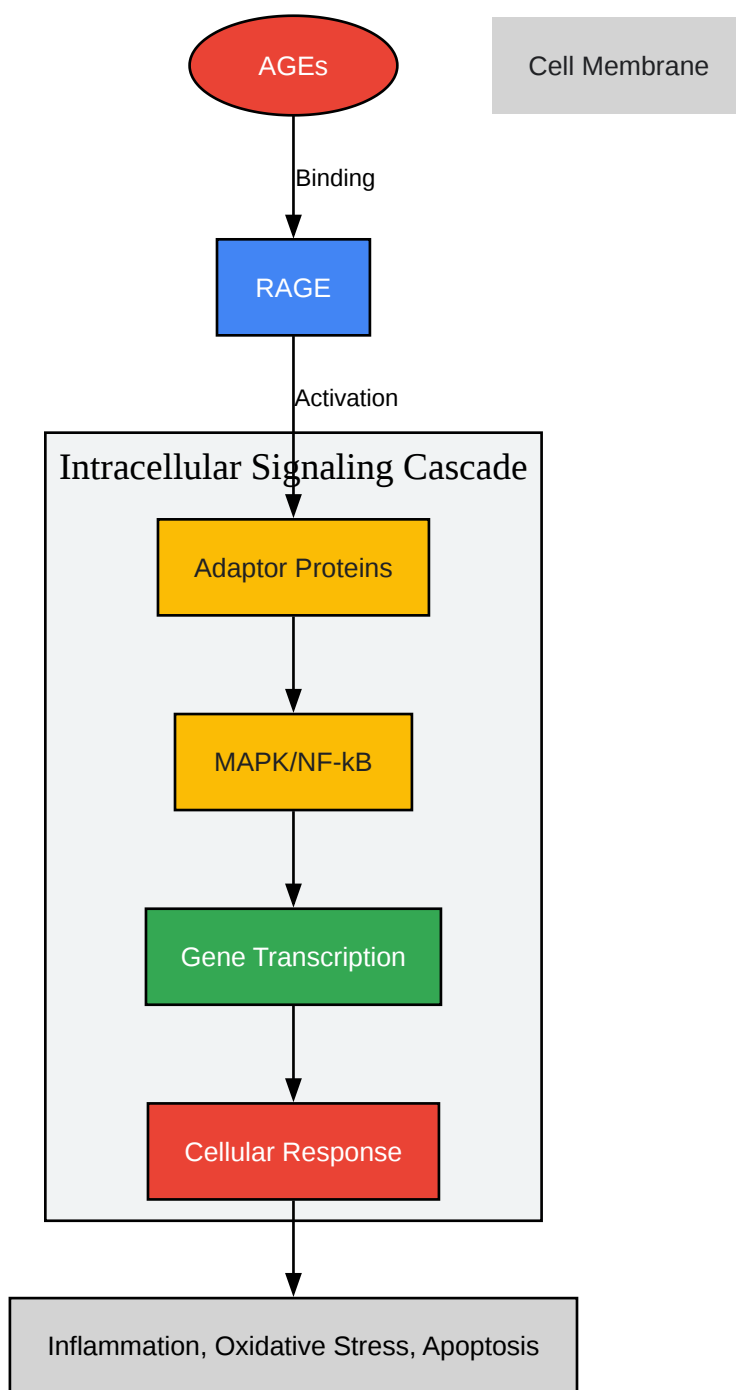 AGEs
Cell Membrane
Binding
RAGE
Activation
Intracellular Signaling Cascade
Adaptor Proteins
MAPK/NF-kB
Gene Transcription
Cellular Response
Inflammation, Oxidative Stress, Apoptosis